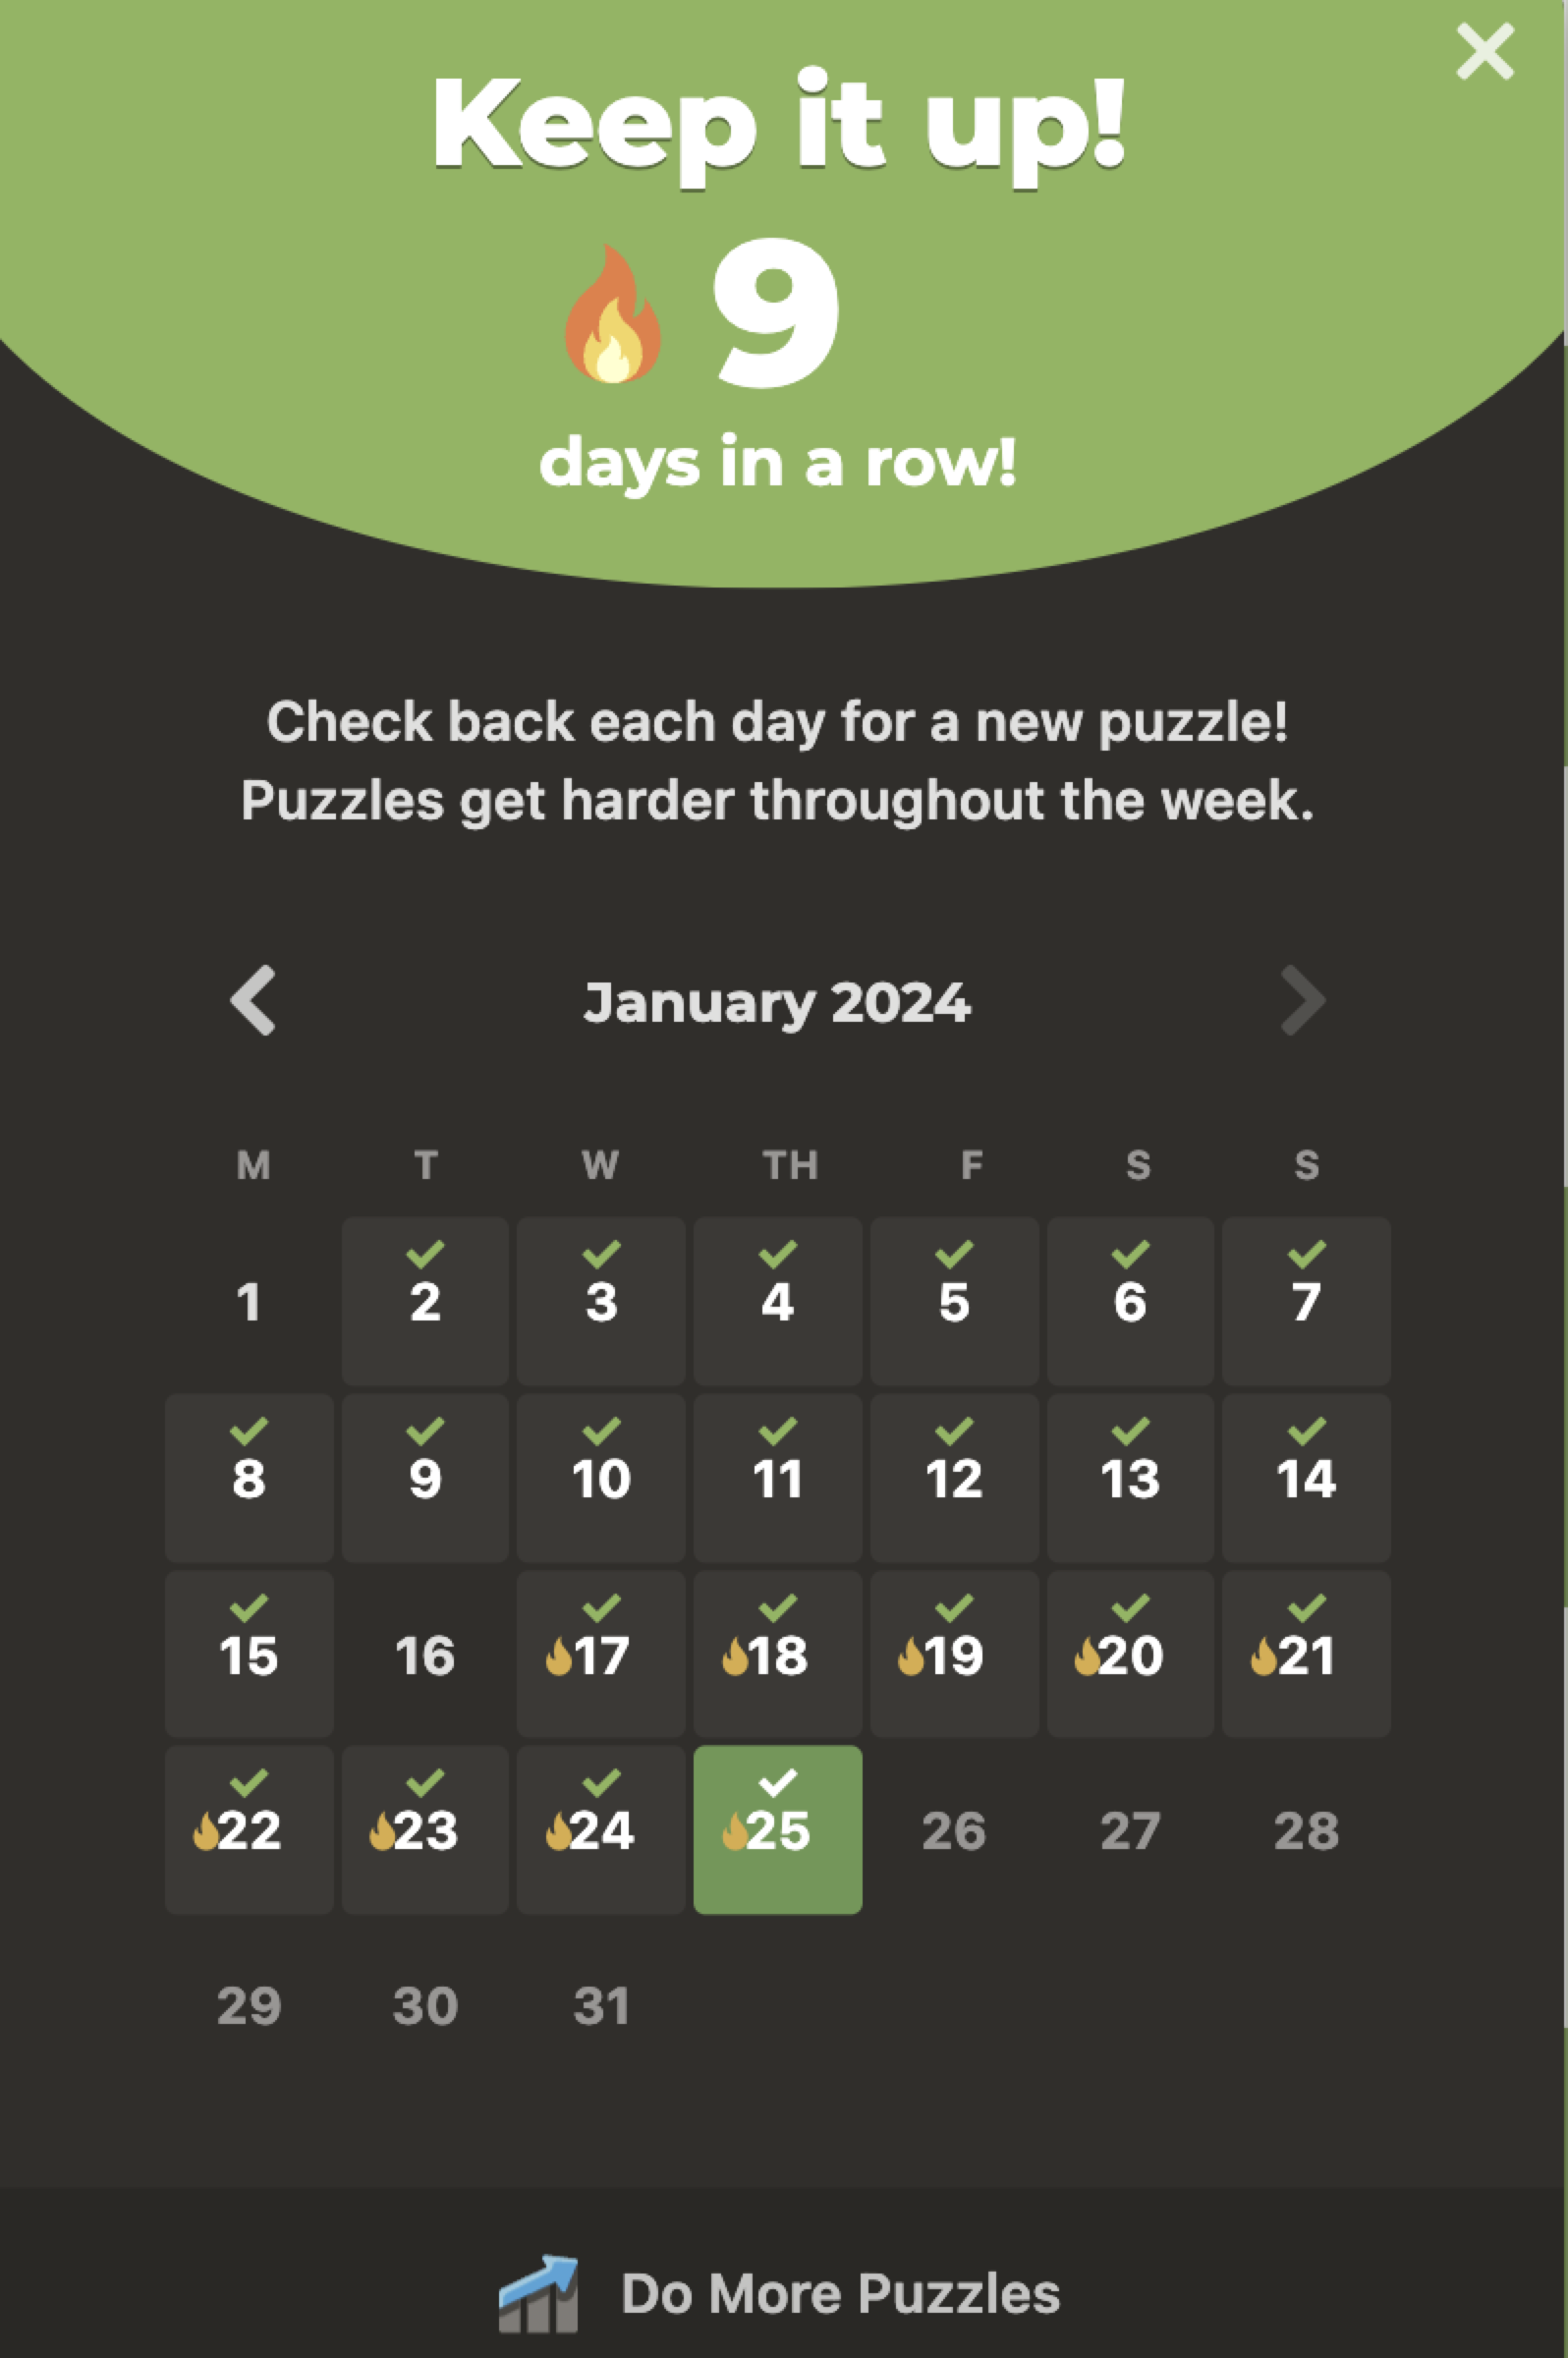 Keep it up!
9
days in a row!
Check back each day for a new puzzle!
Puzzles get harder throughout the week.
January 2024
M T W TH F S S
1 2 3 4 5 6 7
8 9 10 11 12 13 14
15 16 17 18 19 20 21
22 23 24 25 26 27 28
29 30 31
Do More Puzzles